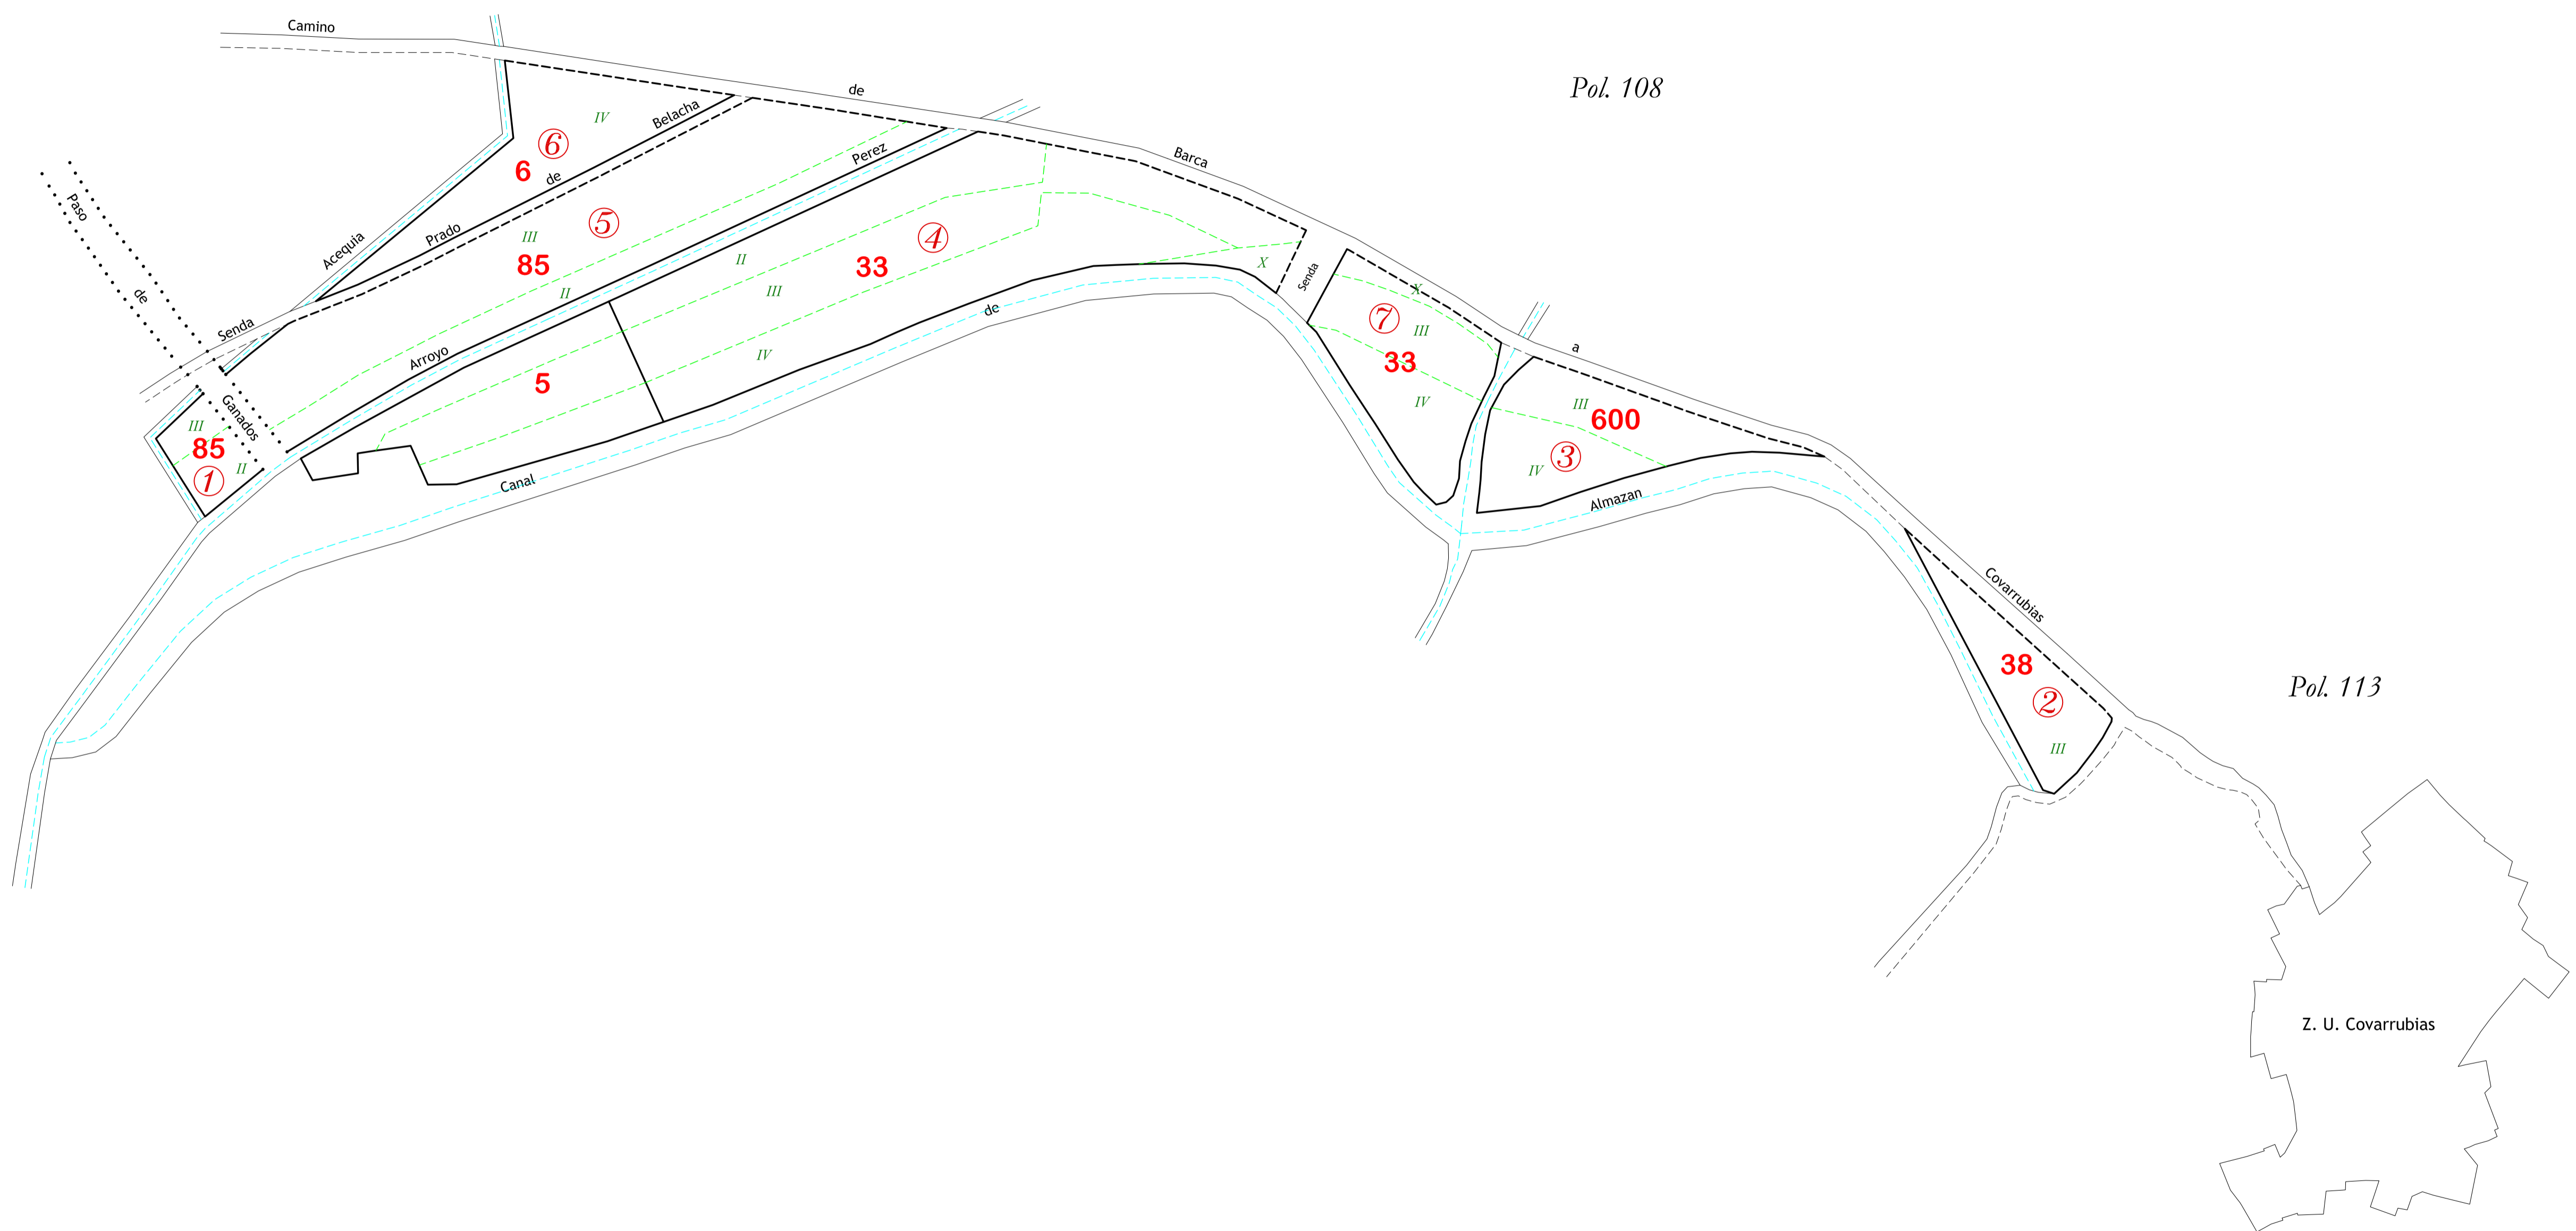 Camino de Barca a Covarrubias
Pol. 108
Pol. 113
Paso de Ganados
Acequia
Senda Prado de Belacha
Arroyo Perez
Canal de Almazan
Senda
IV
6
6
III
5
85
II
III
85
1
II
II
4
33
III
IV
5
X
X
7
III
33
IV
III
600
3
IV
38
2
III
Z. U. Covarrubias